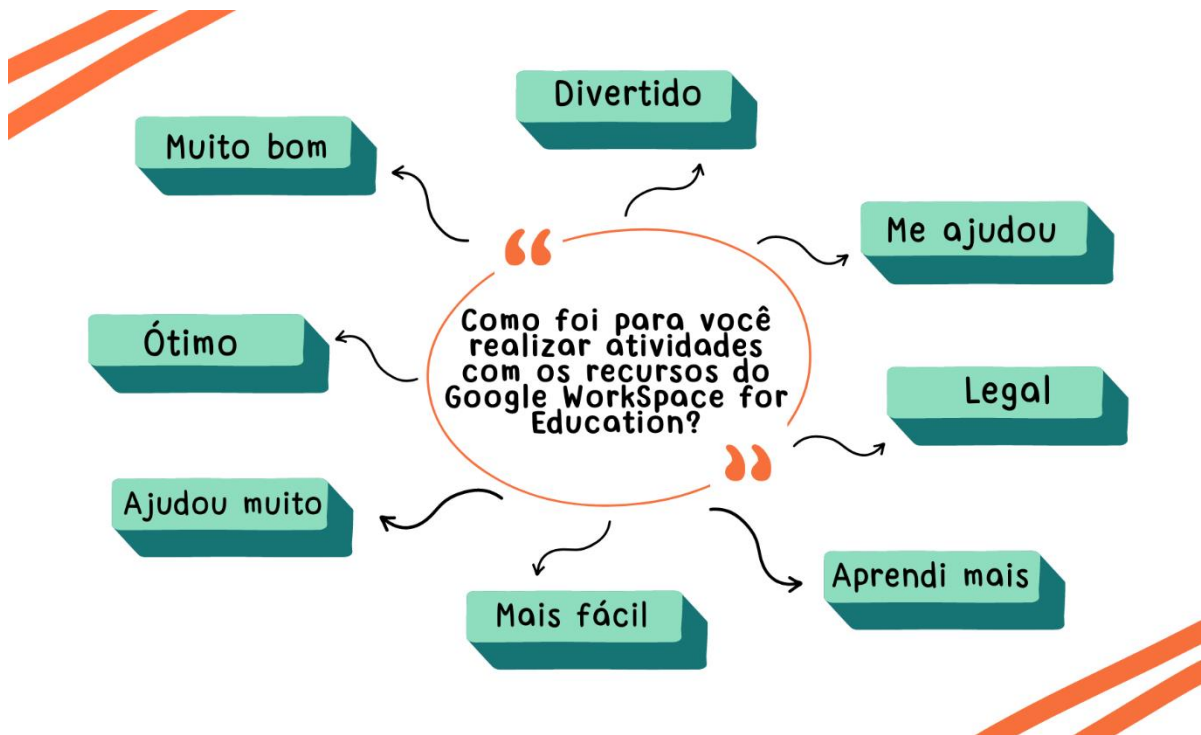 Divertido
Muito bom
Me ajudou
Como foi para você
realizar atividades
com os recursos do
Google WorkSpace for
Education?
Ótimo
Legal
Ajudou muito
Aprendi mais
Mais fácil